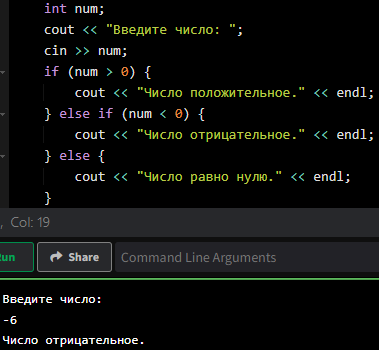 int num;
cout << "Введите число: ";
cin >> num;
if (num > 0) {
cout << "Число положительное." << endl;
} else if (num < 0) {
cout << "Число отрицательное." << endl;
} else {
cout << "Число равно нулю." << endl;
}
, Col: 19
un Share Command Line Arguments
Введите число:
-6
Число отрицательное.